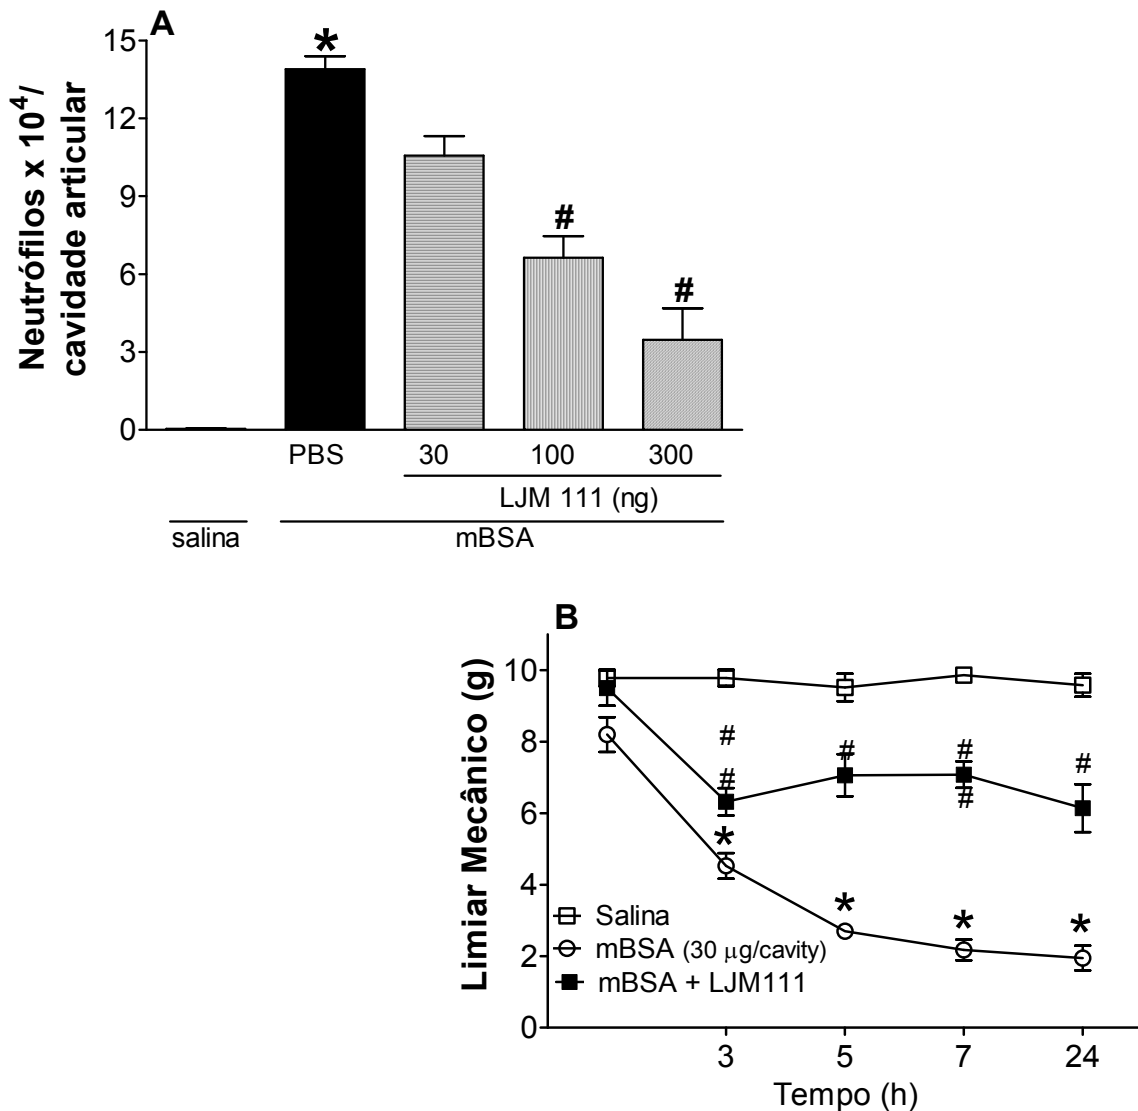 A
Neutrófilos x 10⁴/
cavidade articular
15
12
9
6
3
0
*
#
#
PBS 30 100 300
LJM 111 (ng)
salina mBSA
B
Limiar Mecânico (g)
10
8
6
4
2
0
# # # #
# #
* * * *
Salina
mBSA (30 μg/cavity)
mBSA + LJM111
3 5 7 24
Tempo (h)